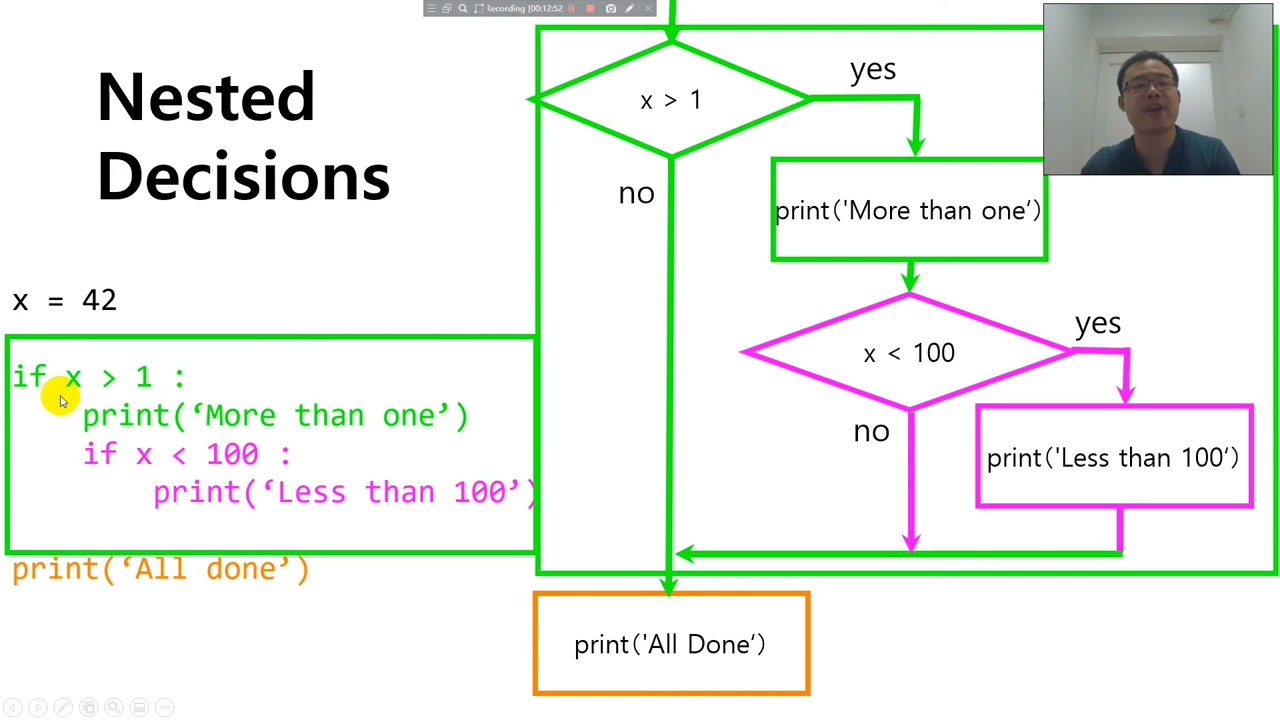 Recording [00:12:52]
Nested
Decisions
x = 42
if x > 1 :
print(‘More than one’)
if x < 100 :
print(‘Less than 100’)
print(‘All done’)
x > 1
yes
no
print('More than one‘)
x < 100
yes
no
print('Less than 100‘)
print('All Done‘)